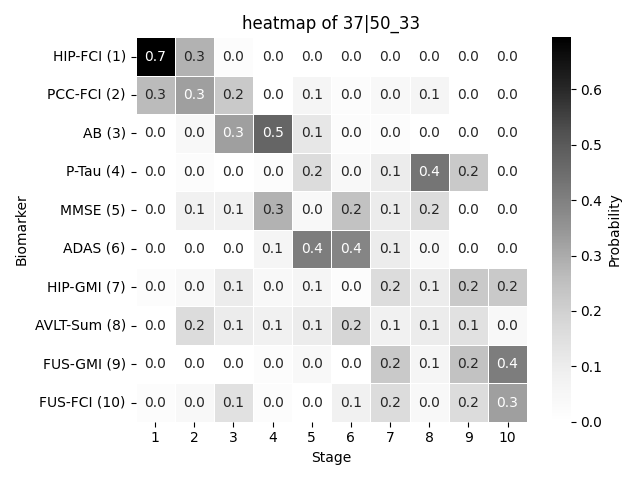 heatmap of 37|50_33
HIP-FCI (1) 0.7 0.3 0.0 0.0 0.0 0.0 0.0 0.0 0.0 0.0
PCC-FCI (2) 0.3 0.3 0.2 0.0 0.1 0.0 0.0 0.1 0.0 0.0
AB (3) 0.0 0.0 0.3 0.5 0.1 0.0 0.0 0.0 0.0 0.0
P-Tau (4) 0.0 0.0 0.0 0.0 0.2 0.0 0.1 0.4 0.2 0.0
MMSE (5) 0.0 0.1 0.1 0.3 0.0 0.2 0.1 0.2 0.0 0.0
ADAS (6) 0.0 0.0 0.0 0.1 0.4 0.4 0.1 0.0 0.0 0.0
HIP-GMI (7) 0.0 0.0 0.1 0.0 0.1 0.0 0.2 0.1 0.2 0.2
AVLT-Sum (8) 0.0 0.2 0.1 0.1 0.1 0.2 0.1 0.1 0.1 0.0
FUS-GMI (9) 0.0 0.0 0.0 0.0 0.0 0.0 0.2 0.1 0.2 0.4
FUS-FCI (10) 0.0 0.0 0.1 0.0 0.0 0.1 0.2 0.0 0.2 0.3
1 2 3 4 5 6 7 8 9 10
Stage
Biomarker
0.6
0.5
0.4
0.3
0.2
0.1
0.0
Probability